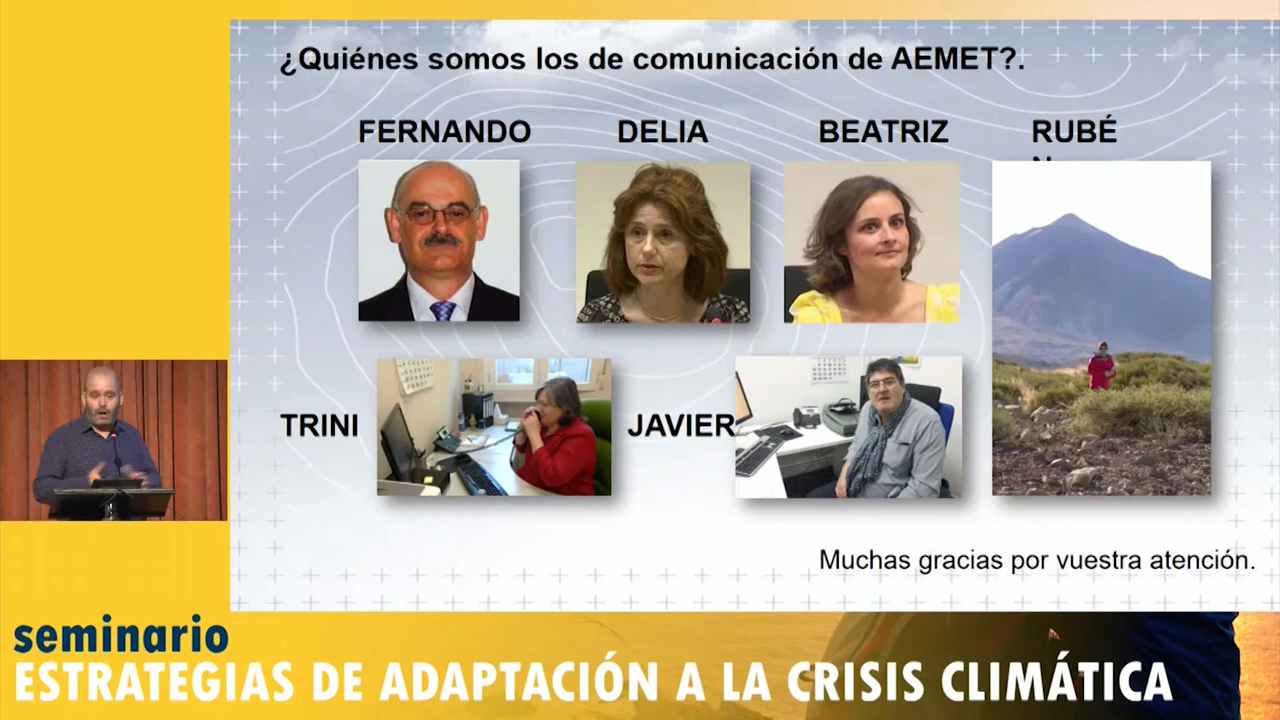 ¿Quiénes somos los de comunicación de AEMET?.
FERNANDO
DELIA
BEATRIZ
RUBÉ
TRINI
JAVIER
Muchas gracias por vuestra atención.
seminario
ESTRATEGIAS DE ADAPTACIÓN A LA CRISIS CLIMÁTICA